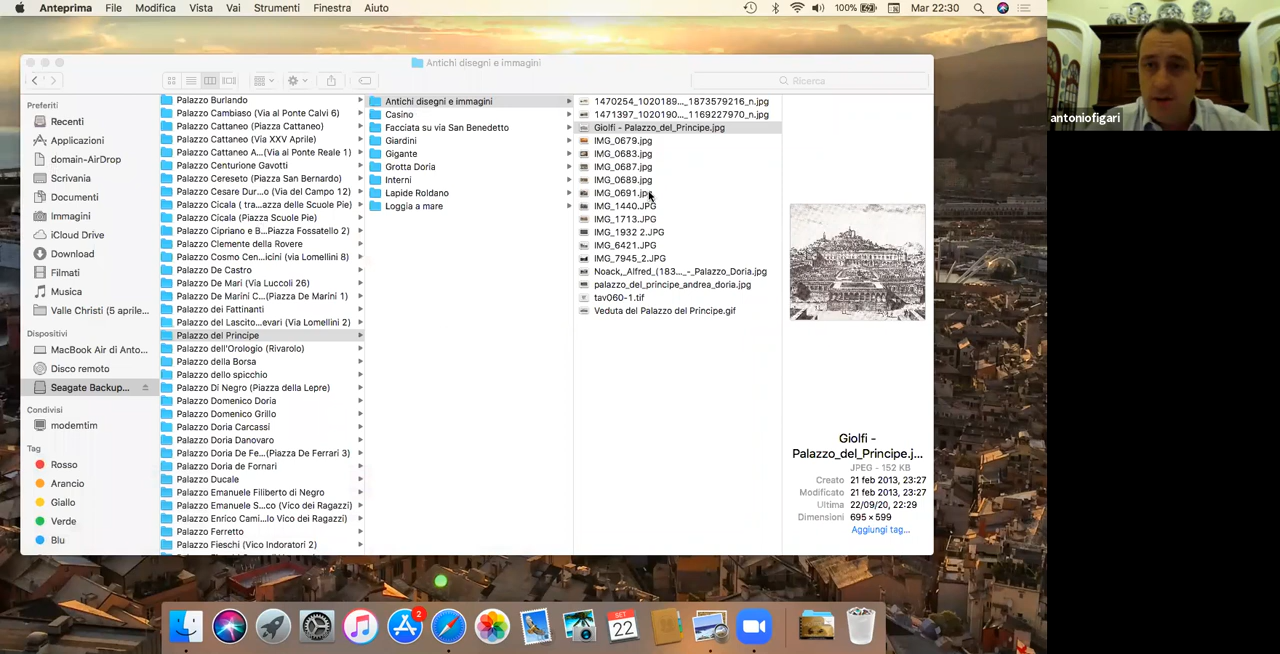 Anteprima File Modifica Vista Vai Strumenti Finestra Aiuto 100% Mar 22:30
Antichi disegni e immagini
Ricerca
Preferiti
Recenti
Applicazioni
domain-AirDrop
Scrivania
Documenti
Immagini
iCloud Drive
Download
Filmati
Musica
Valle Christi (5 aprile...
Dispositivi
MacBook Air di Anto...
Disco remoto
Seagate Backup...
Condivisi
modemtim
Tag
Rosso
Arancio
Giallo
Verde
Blu
Palazzo Burlando
Palazzo Cambiaso (Via al Ponte Calvi 6)
Palazzo Cattaneo (Piazza Cattaneo)
Palazzo Cattaneo (Via XXV Aprile)
Palazzo Cattaneo A...(Via al Ponte Reale 1)
Palazzo Centurione Gavotti
Palazzo Cereseto (Piazza San Bernardo)
Palazzo Cesare Dur...o (Via del Campo 12)
Palazzo Cicala ( tra...azza delle Scuole Pie)
Palazzo Cicala (Piazza Scuole Pie)
Palazzo Cipriano e B...Piazza Fossatello 2)
Palazzo Clemente della Rovere
Palazzo Cosmo Cen...icini (via Lomellini 8)
Palazzo De Castro
Palazzo De Mari (Via Luccoli 26)
Palazzo De Marini C...(Piazza De Marini 1)
Palazzo dei Fattinanti
Palazzo del Lascito...evari (Via Lomellini 2)
Palazzo del Principe
Palazzo dell'Orologio (Rivarolo)
Palazzo della Borsa
Palazzo dello spicchio
Palazzo Di Negro (Piazza della Lepre)
Palazzo Domenico Doria
Palazzo Domenico Grillo
Palazzo Doria Carcassi
Palazzo Doria Danovaro
Palazzo Doria De Fe...(Piazza De Ferrari 3)
Palazzo Doria de Fornari
Palazzo Ducale
Palazzo Emanuele Filiberto di Negro
Palazzo Emanuele S...co (Vico dei Ragazzi)
Palazzo Enrico Cami...lo Vico dei Ragazzi)
Palazzo Ferretto
Palazzo Fieschi (Vico Indoratori 2)
Antichi disegni e immagini
Casino
Facciata su via San Benedetto
Giardini
Gigante
Grotta Doria
Interni
Lapide Roldano
Loggia a mare
1470254_1020189..._1873579216_n.jpg
1471397_1020190..._1169227970_n.jpg
Giolfi - Palazzo_del_Principe.jpg
IMG_0679.jpg
IMG_0683.jpg
IMG_0687.jpg
IMG_0689.jpg
IMG_0691.jpg
IMG_1440.JPG
IMG_1713.JPG
IMG_1932 2.JPG
IMG_6421.JPG
IMG_7945_2.JPG
Noack,_Alfred_(183..._-_Palazzo_Doria.jpg
palazzo_del_principe_andrea_doria.jpg
tav060-1.tif
Veduta del Palazzo del Principe.gif
Giolfi -
Palazzo_del_Principe.j...
JPEG - 152 KB
Creato 21 feb 2013, 23:27
Modificato 21 feb 2013, 23:27
Ultima 22/09/20, 22:29
Dimensioni 695 × 599
Aggiungi tag...
antoniofigari
2
SET
22